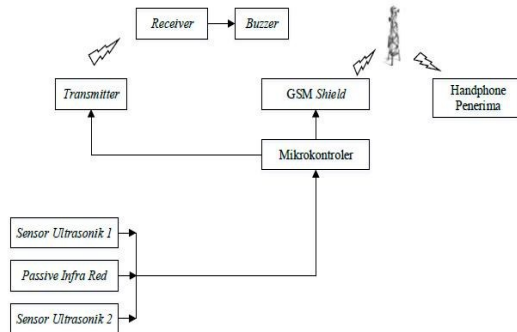 Receiver
Buzzer
Transmitter
GSM Shield
Handphone
Penerima
Mikrokontroler
Sensor Ultrasonik 1
Passive Infra Red
Sensor Ultrasonik 2